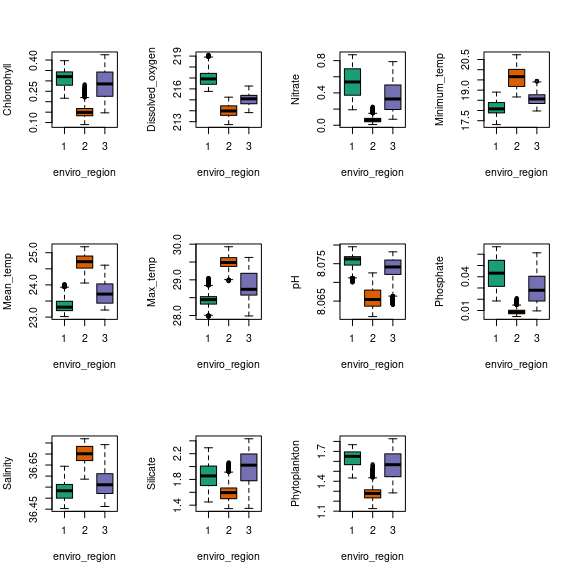 Chlorophyll
0.10 0.25 0.40
1 2 3
enviro_region
Dissolved_oxygen
213 216 219
1 2 3
enviro_region
Nitrate
0.0 0.4 0.8
1 2 3
enviro_region
Minimum_temp
17.5 19.0 20.5
1 2 3
enviro_region
Mean_temp
23.0 24.0 25.0
1 2 3
enviro_region
Max_temp
28.0 29.0 30.0
1 2 3
enviro_region
pH
8.065 8.075
1 2 3
enviro_region
Phosphate
0.01 0.04
1 2 3
enviro_region
Salinity
36.45 36.65
1 2 3
enviro_region
Silicate
1.4 1.8 2.2
1 2 3
enviro_region
Phytoplankton
1.1 1.4 1.7
1 2 3
enviro_region